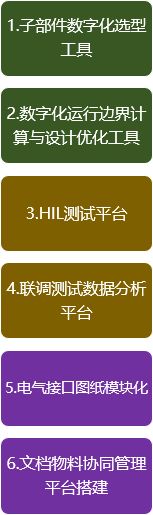 1.子部件数字化选型
工具
2.数字化运行边界计
算与设计优化工具
3.HIL测试平台
4.联调测试数据分析
平台
5.电气接口图纸模块化
6.文档物料协同管理
平台搭建